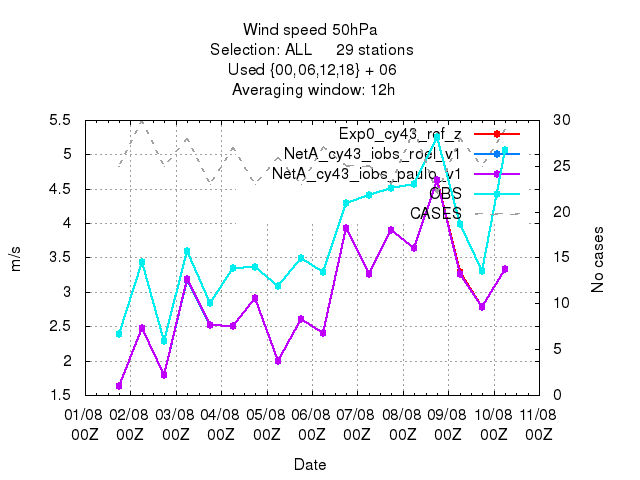 Wind speed 50hPa
Selection: ALL 29 stations
Used {00,06,12,18} + 06
Averaging window: 12h
5.5
5
4.5
4
3.5
3
2.5
2
1.5
30
25
20
15
10
5
0
Exp0_cy43_ref_z
NetA_cy43_iobs_roel_v1
NetA_cy43_iobs_paulo_v1
OBS
CASES
m/s
No cases
01/08 02/08 03/08 04/08 05/08 06/08 07/08 08/08 09/08 10/08 11/08
00Z 00Z 00Z 00Z 00Z 00Z 00Z 00Z 00Z 00Z 00Z
Date